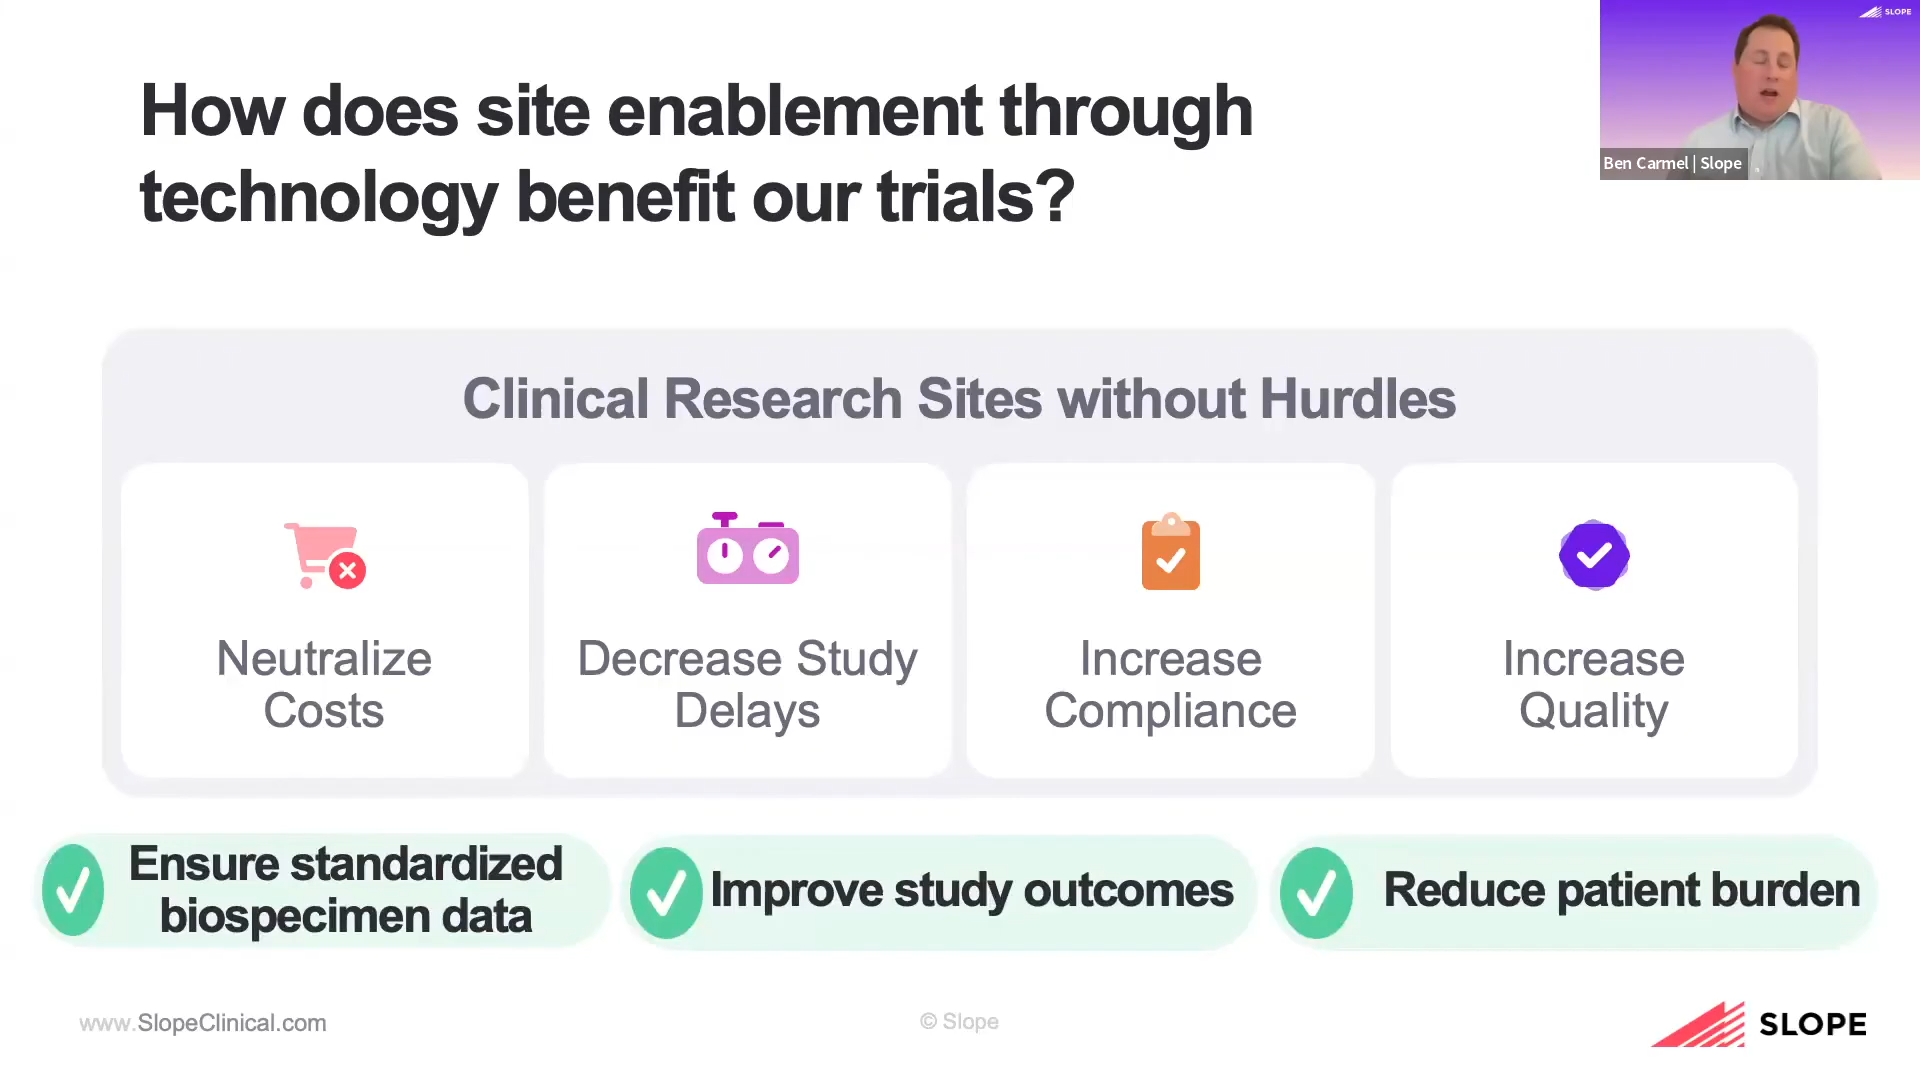 How does site enablement through
technology benefit our trials?
SLOPE
Ben Carmel | Slope
Clinical Research Sites without Hurdles
Neutralize
Costs
Decrease Study
Delays
Increase
Compliance
Increase
Quality
Ensure standardized
biospecimen data
Improve study outcomes
Reduce patient burden
www.SlopeClinical.com
© Slope
SLOPE